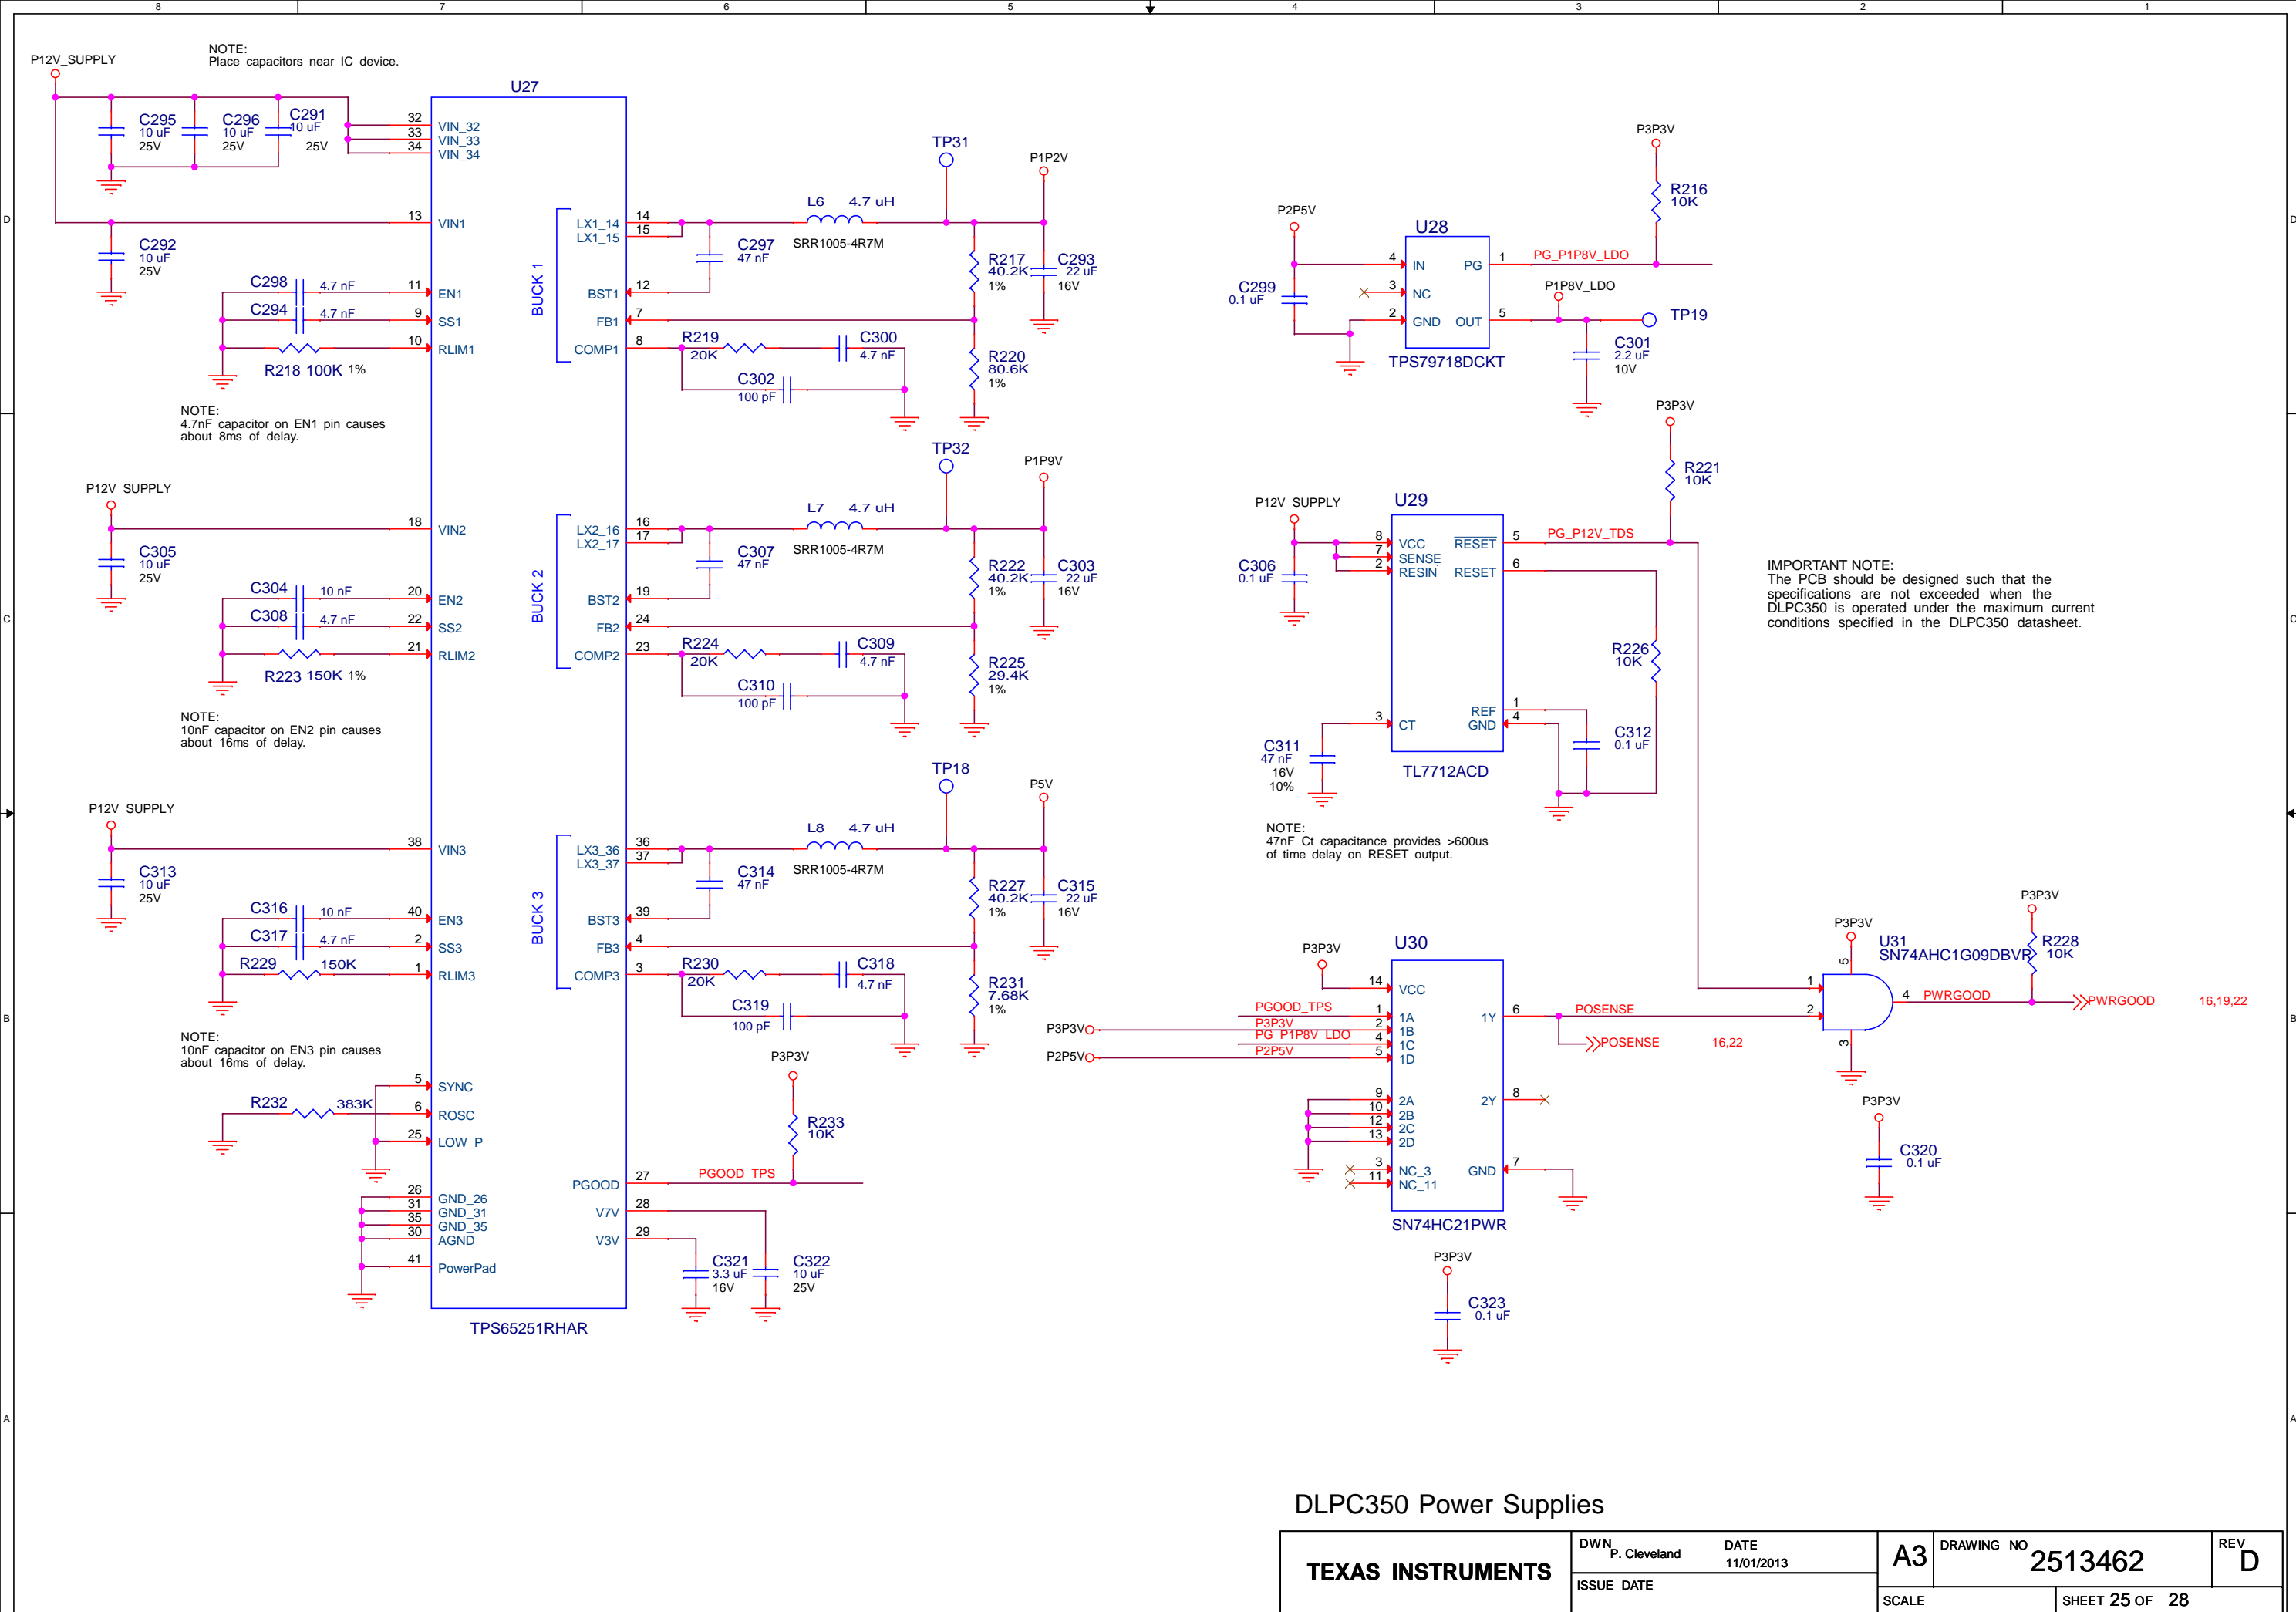 8 7 6 5 4 3 2 1
D
C
B
A
D
C
B
A
P12V_SUPPLY
NOTE:
Place capacitors near IC device.
C295
10 uF
25V
C296
10 uF
25V
C291
10 uF
25V
C292
10 uF
25V
C298 4.7 nF
C294 4.7 nF
R218 100K 1%
NOTE:
4.7nF capacitor on EN1 pin causes
about 8ms of delay.
P12V_SUPPLY
C305
10 uF
25V
C304 10 nF
C308 4.7 nF
R223 150K 1%
NOTE:
10nF capacitor on EN2 pin causes
about 16ms of delay.
P12V_SUPPLY
C313
10 uF
25V
C316 10 nF
C317 4.7 nF
R229 150K
NOTE:
10nF capacitor on EN3 pin causes
about 16ms of delay.
R232 383K
U27
32 VIN_32
33 VIN_33
34 VIN_34
13 VIN1
11 EN1
9 SS1
10 RLIM1
18 VIN2
20 EN2
22 SS2
21 RLIM2
38 VIN3
40 EN3
2 SS3
1 RLIM3
5 SYNC
6 ROSC
25 LOW_P
26 GND_26
31 GND_31
35 GND_35
30 AGND
41 PowerPad
BUCK 1
LX1_14 14
LX1_15 15
BST1 12
FB1 7
COMP1 8
BUCK 2
LX2_16 16
LX2_17 17
BST2 19
FB2 24
COMP2 23
BUCK 3
LX3_36 36
LX3_37 37
BST3 39
FB3 4
COMP3 3
PGOOD 27
V7V 28
V3V 29
TPS65251RHAR
TP31
P1P2V
L6 4.7 uH
SRR1005-4R7M
C297
47 nF
R217
40.2K
1%
C293
22 uF
16V
R219
20K
C300
4.7 nF
C302
100 pF
R220
80.6K
1%
TP32
P1P9V
L7 4.7 uH
SRR1005-4R7M
C307
47 nF
R222
40.2K
1%
C303
22 uF
16V
R224
20K
C309
4.7 nF
C310
100 pF
R225
29.4K
1%
TP18
P5V
L8 4.7 uH
SRR1005-4R7M
C314
47 nF
R227
40.2K
1%
C315
22 uF
16V
R230
20K
C318
4.7 nF
C319
100 pF
R231
7.68K
1%
P3P3V
R233
10K
PGOOD_TPS
C321
3.3 uF
16V
C322
10 uF
25V
P3P3V
R216
10K
P2P5V
U28
4 IN PG 1
3 NC
2 GND OUT 5
PG_P1P8V_LDO
P1P8V_LDO
TP19
C299
0.1 uF
C301
2.2 uF
10V
TPS79718DCKT
P3P3V
R221
10K
P12V_SUPPLY
U29
8 VCC RESET 5
7 SENSE
2 RESIN RESET 6
PG_P12V_TDS
C306
0.1 uF
R226
10K
REF 1
3 CT GND 4
C311
47 nF
16V
10%
C312
0.1 uF
TL7712ACD
NOTE:
47nF Ct capacitance provides >600us
of time delay on RESET output.
IMPORTANT NOTE:
The PCB should be designed such that the
specifications are not exceeded when the
DLPC350 is operated under the maximum current
conditions specified in the DLPC350 datasheet.
P3P3V
U30
14 VCC
PGOOD_TPS 1 1A 1Y 6 POSENSE
P3P3V P3P3V 2 1B
PG_P1P8V_LDO 4 1C
P2P5V P2P5V 5 1D
POSENSE 16,22
9 2A 2Y 8
10 2B
12 2C
13 2D
3 NC_3 GND 7
11 NC_11
SN74HC21PWR
P3P3V
C323
0.1 uF
P3P3V
U31
SN74AHC1G09DBVR
5
1
2
3
4 PWRGOOD
P3P3V
R228
10K
PWRGOOD 16,19,22
P3P3V
C320
0.1 uF
DLPC350 Power Supplies
TEXAS INSTRUMENTS
DWN P. Cleveland
DATE 11/01/2013
ISSUE DATE
A3
DRAWING NO 2513462
REV D
SCALE
SHEET 25 OF 28